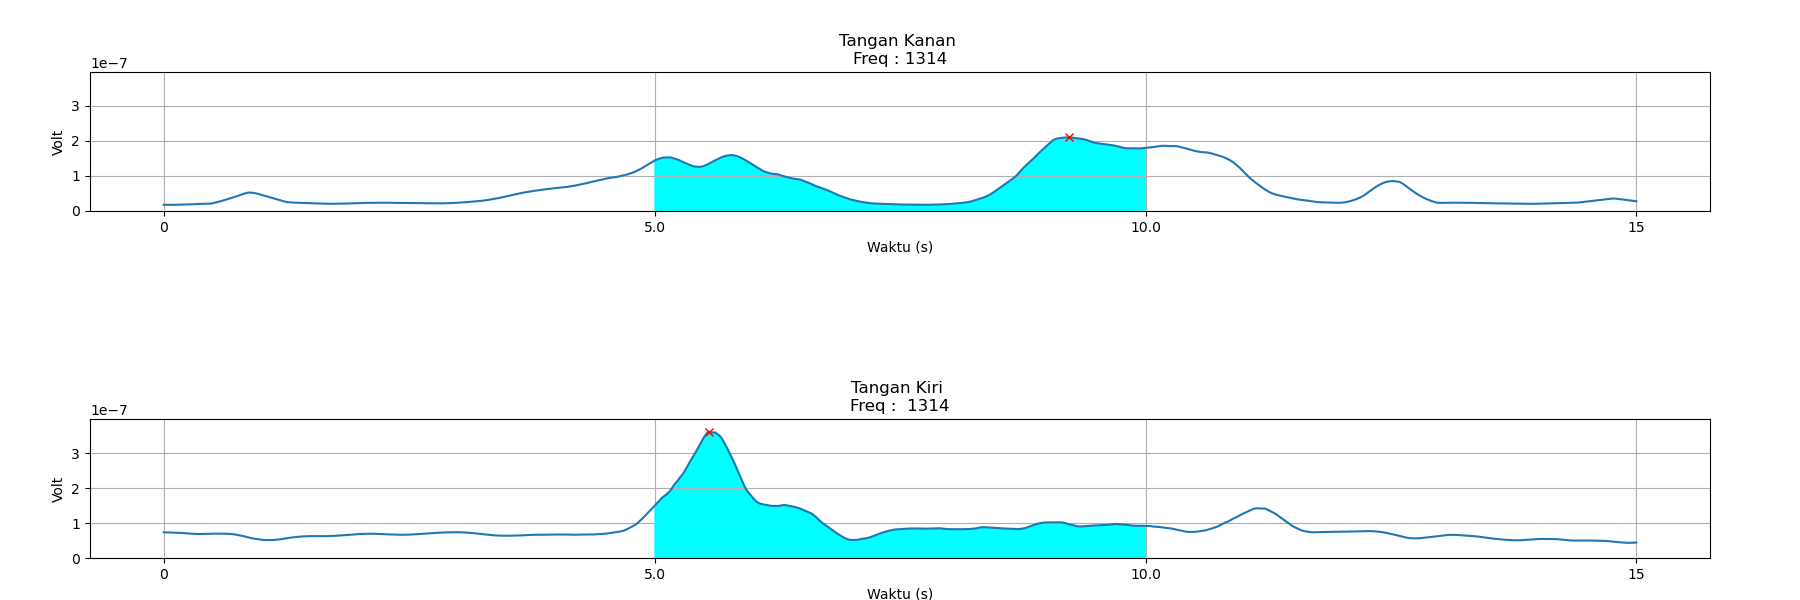 Tangan Kanan
Freq : 1314
1e−7
3
2
1
0
Volt
0 5.0 10.0 15
Waktu (s)
Tangan Kiri
Freq :  1314
1e−7
3
2
1
0
Volt
0 5.0 10.0 15
Waktu (s)